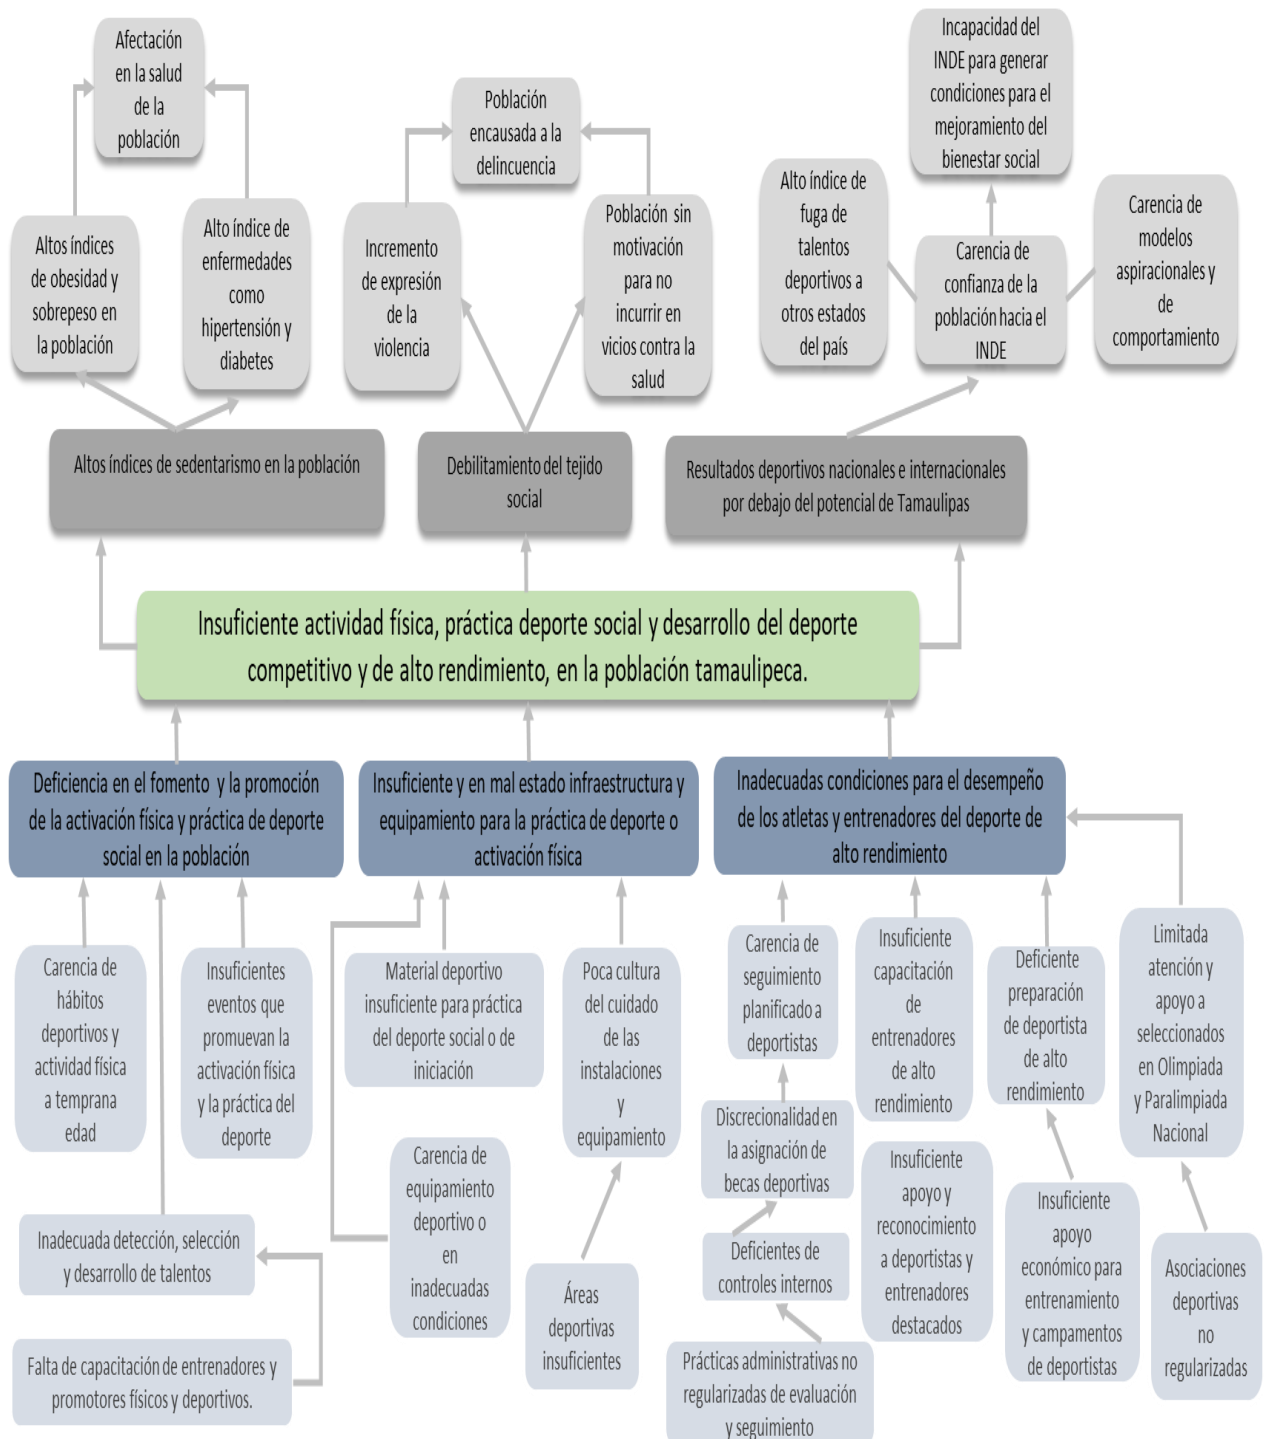 Afectación
en la salud
de la
población
Población
encausada a la
delincuencia
Incapacidad del
INDE para generar
condiciones para el
mejoramiento del
bienestar social
Altos índices
de obesidad y
sobrepeso en
la población
Alto índice de
enfermedades
como
hipertensión y
diabetes
Incremento
de expresión
de la
violencia
Población sin
motivación
para no
incurrir en
vicios contra la
salud
Alto índice de
fuga de
talentos
deportivos a
otros estados
del país
Carencia de
confianza de la
población hacia el
INDE
Carencia de
modelos
aspiracionales y
de
comportamiento
Altos índices de sedentarismo en la población
Debilitamiento del tejido
social
Resultados deportivos nacionales e internacionales
por debajo del potencial de Tamaulipas
Insuficiente actividad física, práctica deporte social y desarrollo del deporte
competitivo y de alto rendimiento, en la población tamaulipeca.
Deficiencia en el fomento y la promoción
de la activación física y práctica de deporte
social en la población
Insuficiente y en mal estado infraestructura y
equipamiento para la práctica de deporte o
activación física
Inadecuadas condiciones para el desempeño
de los atletas y entrenadores del deporte de
alto rendimiento
Carencia de
hábitos
deportivos y
actividad física
a temprana
edad
Insuficientes
eventos que
promuevan la
activación física
y la práctica del
deporte
Material deportivo
insuficiente para práctica
del deporte social o de
iniciación
Poca cultura
del cuidado
de las
instalaciones
y
equipamiento
Carencia de
seguimiento
planificado a
deportistas
Insuficiente
capacitación
de
entrenadores
de alto
rendimiento
Deficiente
preparación
de deportista
de alto
rendimiento
Limitada
atención y
apoyo a
seleccionados
en Olimpiada
y Paralimpiada
Nacional
Inadecuada detección, selección
y desarrollo de talentos
Carencia de
equipamiento
deportivo o
en
inadecuadas
condiciones
Áreas
deportivas
insuficientes
Discrecionalidad en
la asignación de
becas deportivas
Deficientes de
controles internos
Insuficiente
apoyo y
reconocimiento
a deportistas y
entrenadores
destacados
Insuficiente
apoyo
económico para
entrenamiento
y campamentos
de deportistas
Asociaciones
deportivas
no
regularizadas
Falta de capacitación de entrenadores y
promotores físicos y deportivos.
Prácticas administrativas no
regularizadas de evaluación
y seguimiento